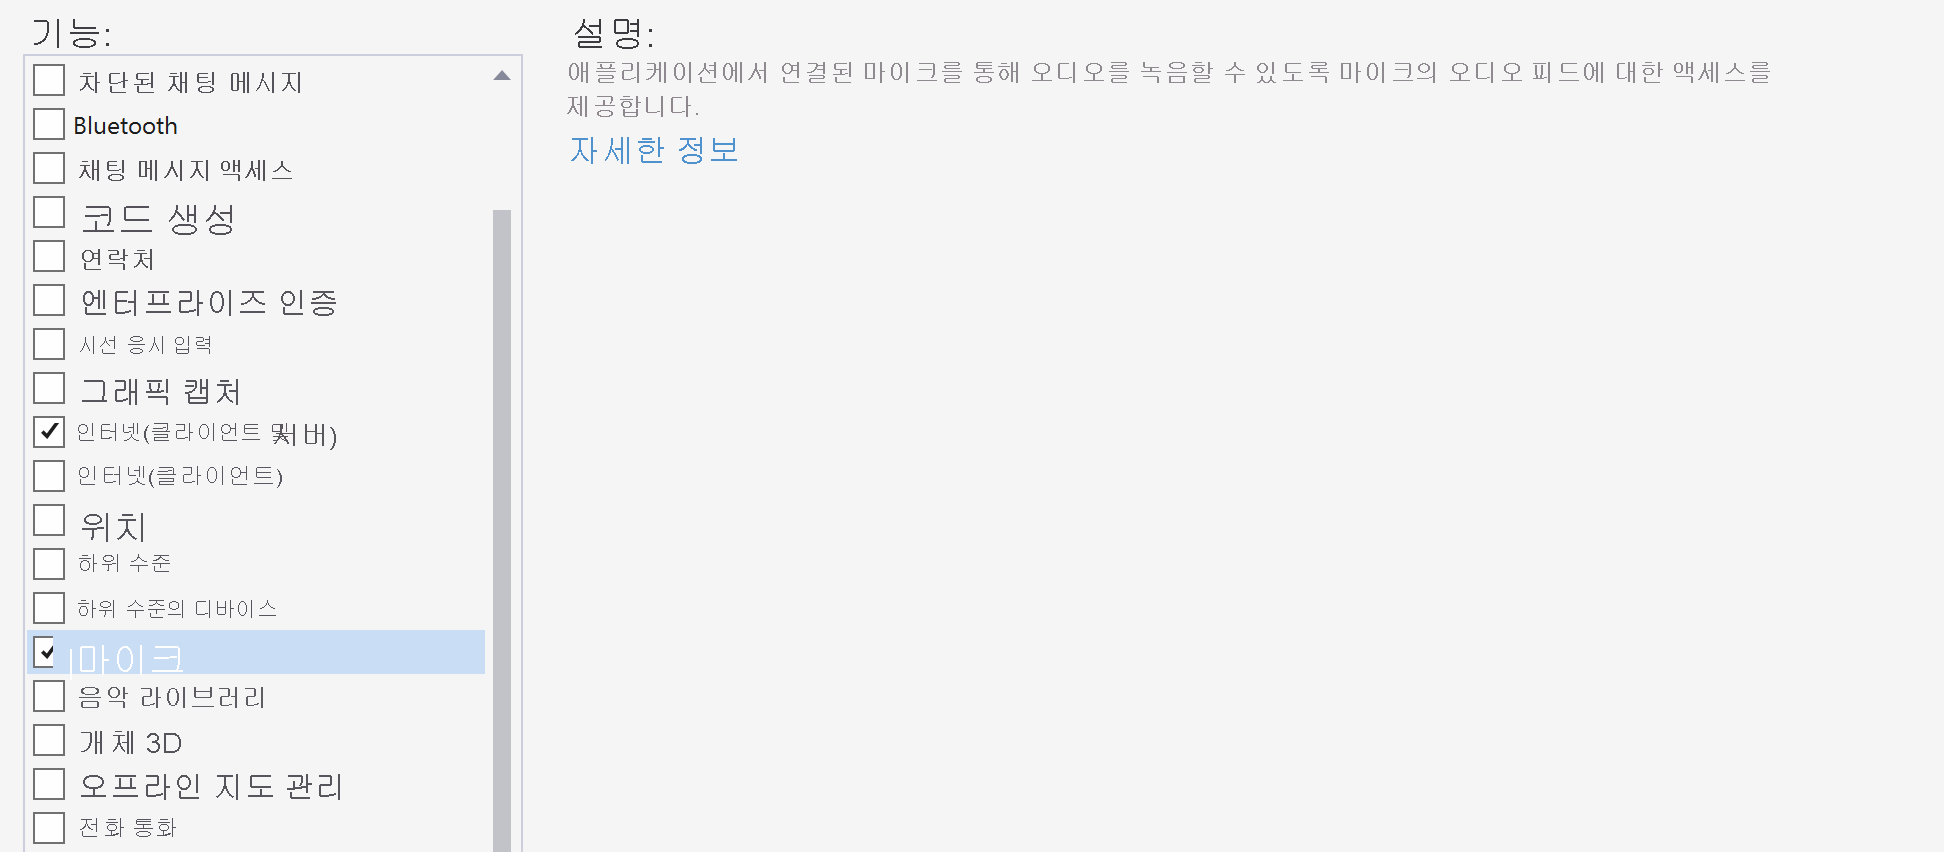 기능:
차단된 채팅 메시지
Bluetooth
채팅 메시지 액세스
코드 생성
연락처
엔터프라이즈 인증
시선 응시 입력
그래픽 캡처
인터넷(클라이언트 및 서버)
인터넷(클라이언트)
위치
하위 수준
하위 수준의 디바이스
마이크
음악 라이브러리
개체 3D
오프라인 지도 관리
전화 통화
설명:
애플리케이션에서 연결된 마이크를 통해 오디오를 녹음할 수 있도록 마이크의 오디오 피드에 대한 액세스를
제공합니다.
자세한 정보